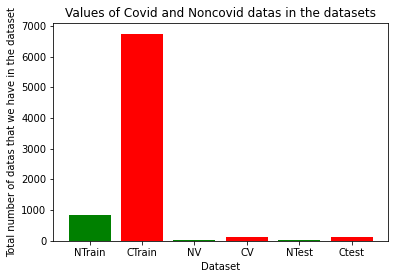 Values of Covid and Noncovid datas in the datasets
Total number of datas that we have in the dataset
7000
6000
5000
4000
3000
2000
1000
0
NTrain CTrain NV CV NTest Ctest
Dataset